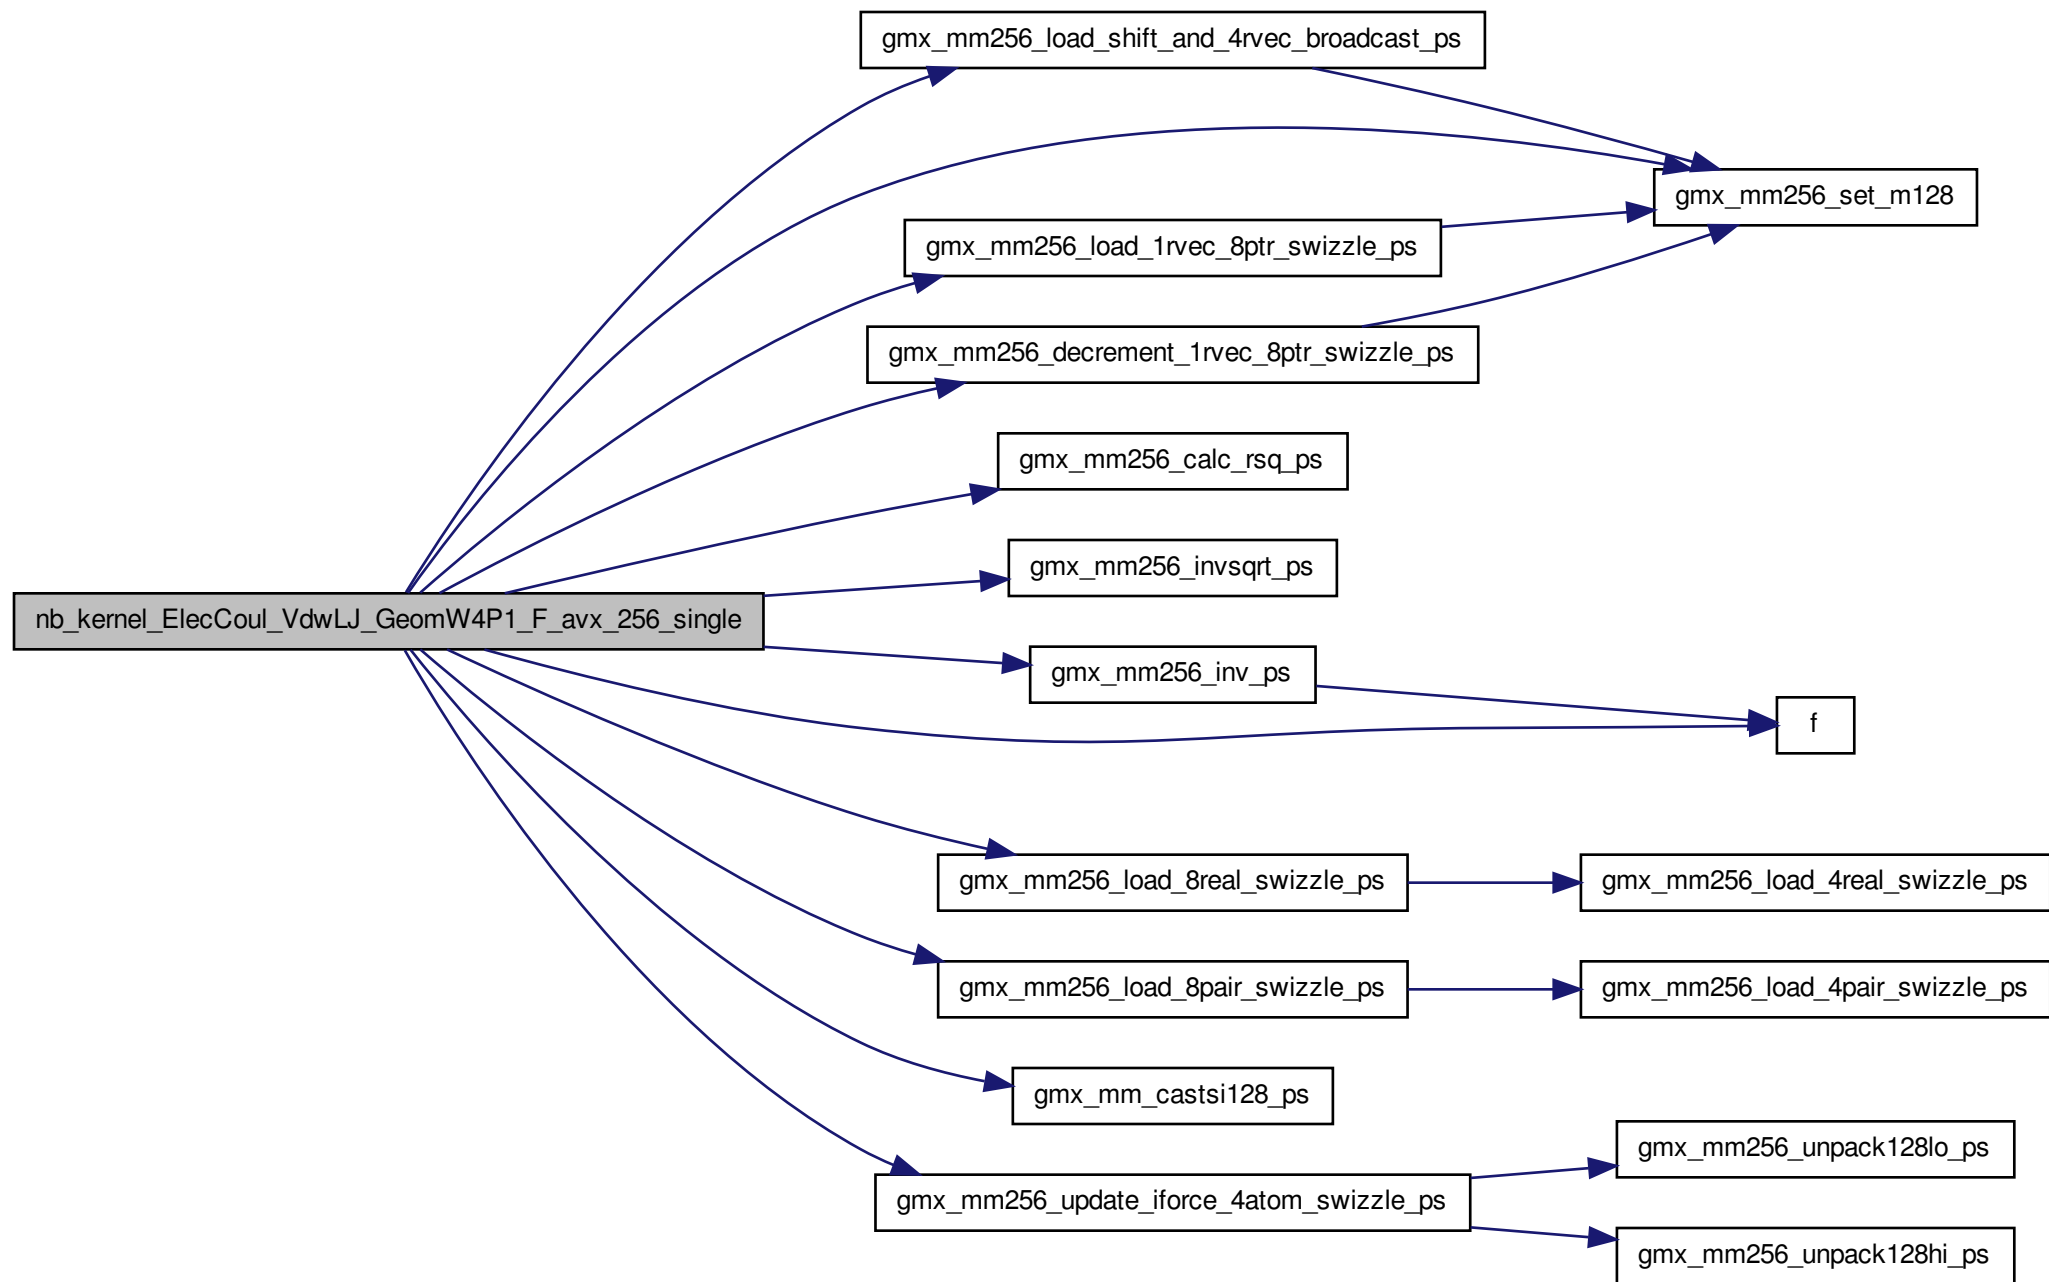 gmx_mm256_load_shift_and_4rvec_broadcast_ps
gmx_mm256_set_m128
gmx_mm256_load_1rvec_8ptr_swizzle_ps
gmx_mm256_decrement_1rvec_8ptr_swizzle_ps
gmx_mm256_calc_rsq_ps
gmx_mm256_invsqrt_ps
nb_kernel_ElecCoul_VdwLJ_GeomW4P1_F_avx_256_single
gmx_mm256_inv_ps
f
gmx_mm256_load_8real_swizzle_ps
gmx_mm256_load_4real_swizzle_ps
gmx_mm256_load_8pair_swizzle_ps
gmx_mm256_load_4pair_swizzle_ps
gmx_mm_castsi128_ps
gmx_mm256_unpack128lo_ps
gmx_mm256_update_iforce_4atom_swizzle_ps
gmx_mm256_unpack128hi_ps